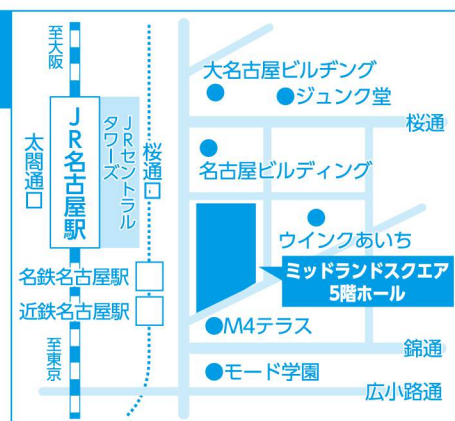 至大阪
大名古屋ビルヂング
ジュンク堂
桜通
JR名古屋駅
JRセントラル
タワーズ
桜通口
太閤通口
名古屋ビルディング
ウインクあいち
ミッドランドスクエア
5階ホール
名鉄名古屋駅
近鉄名古屋駅
M4テラス
至東京
錦通
モード学園
広小路通